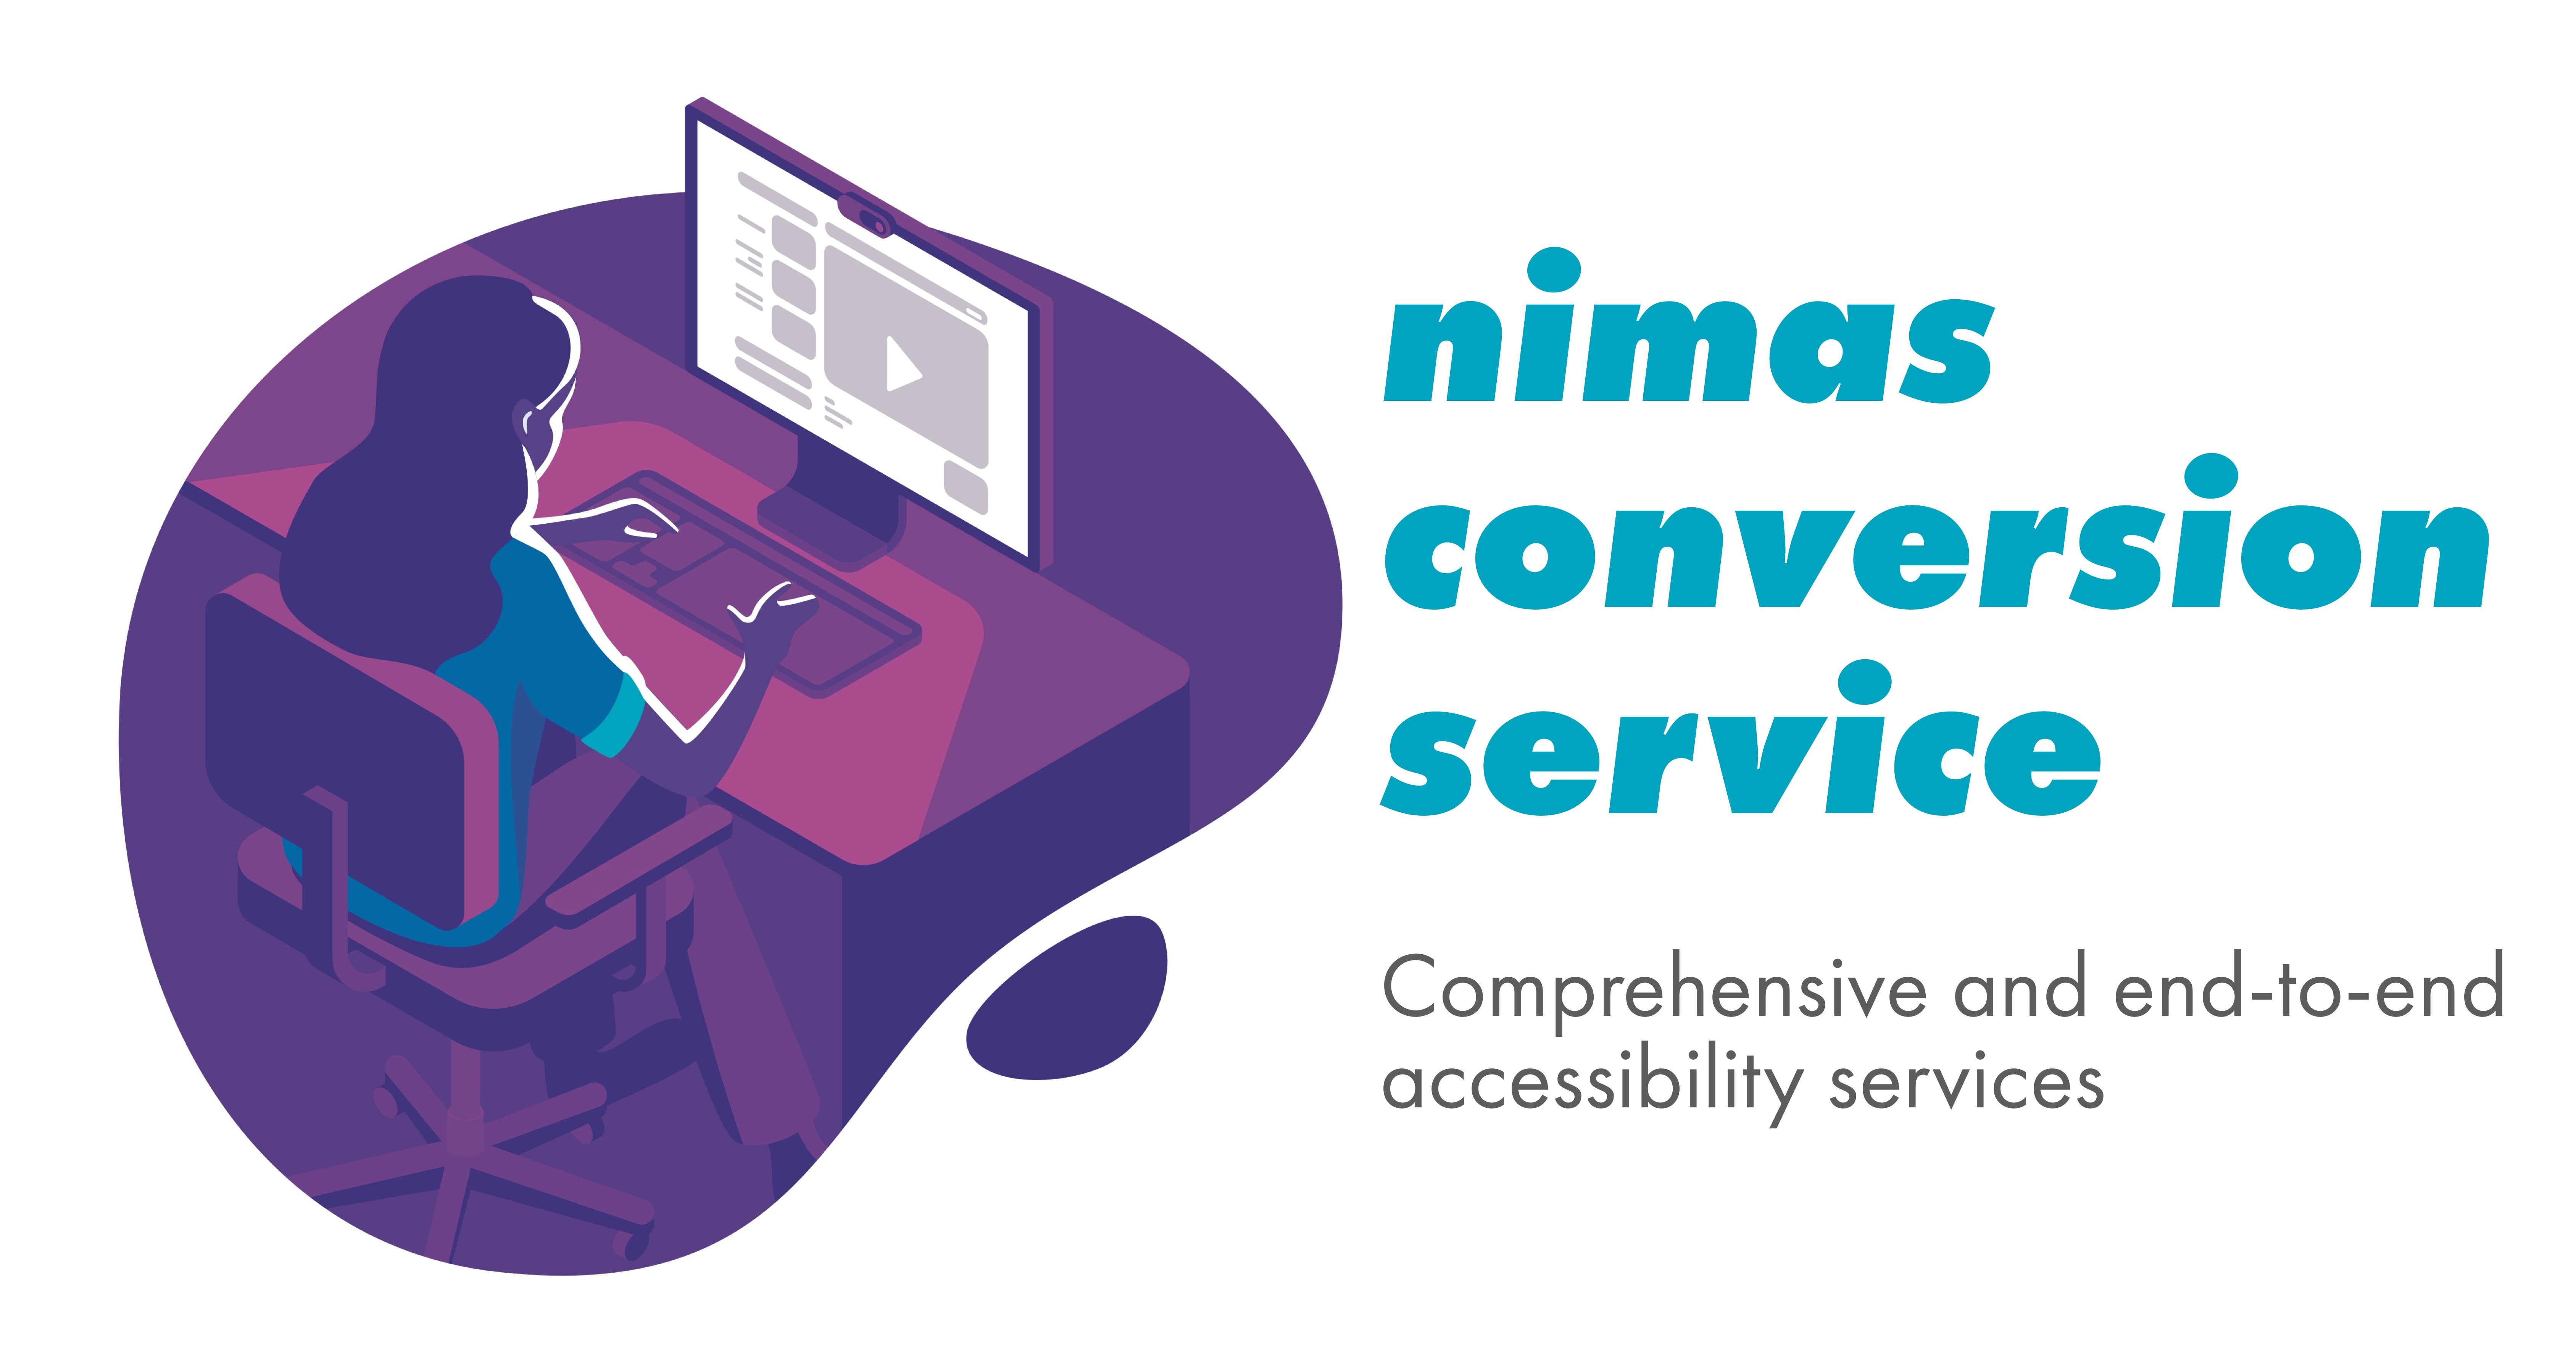 nimas
conversion
service
Comprehensive and end-to-end
accessibility services